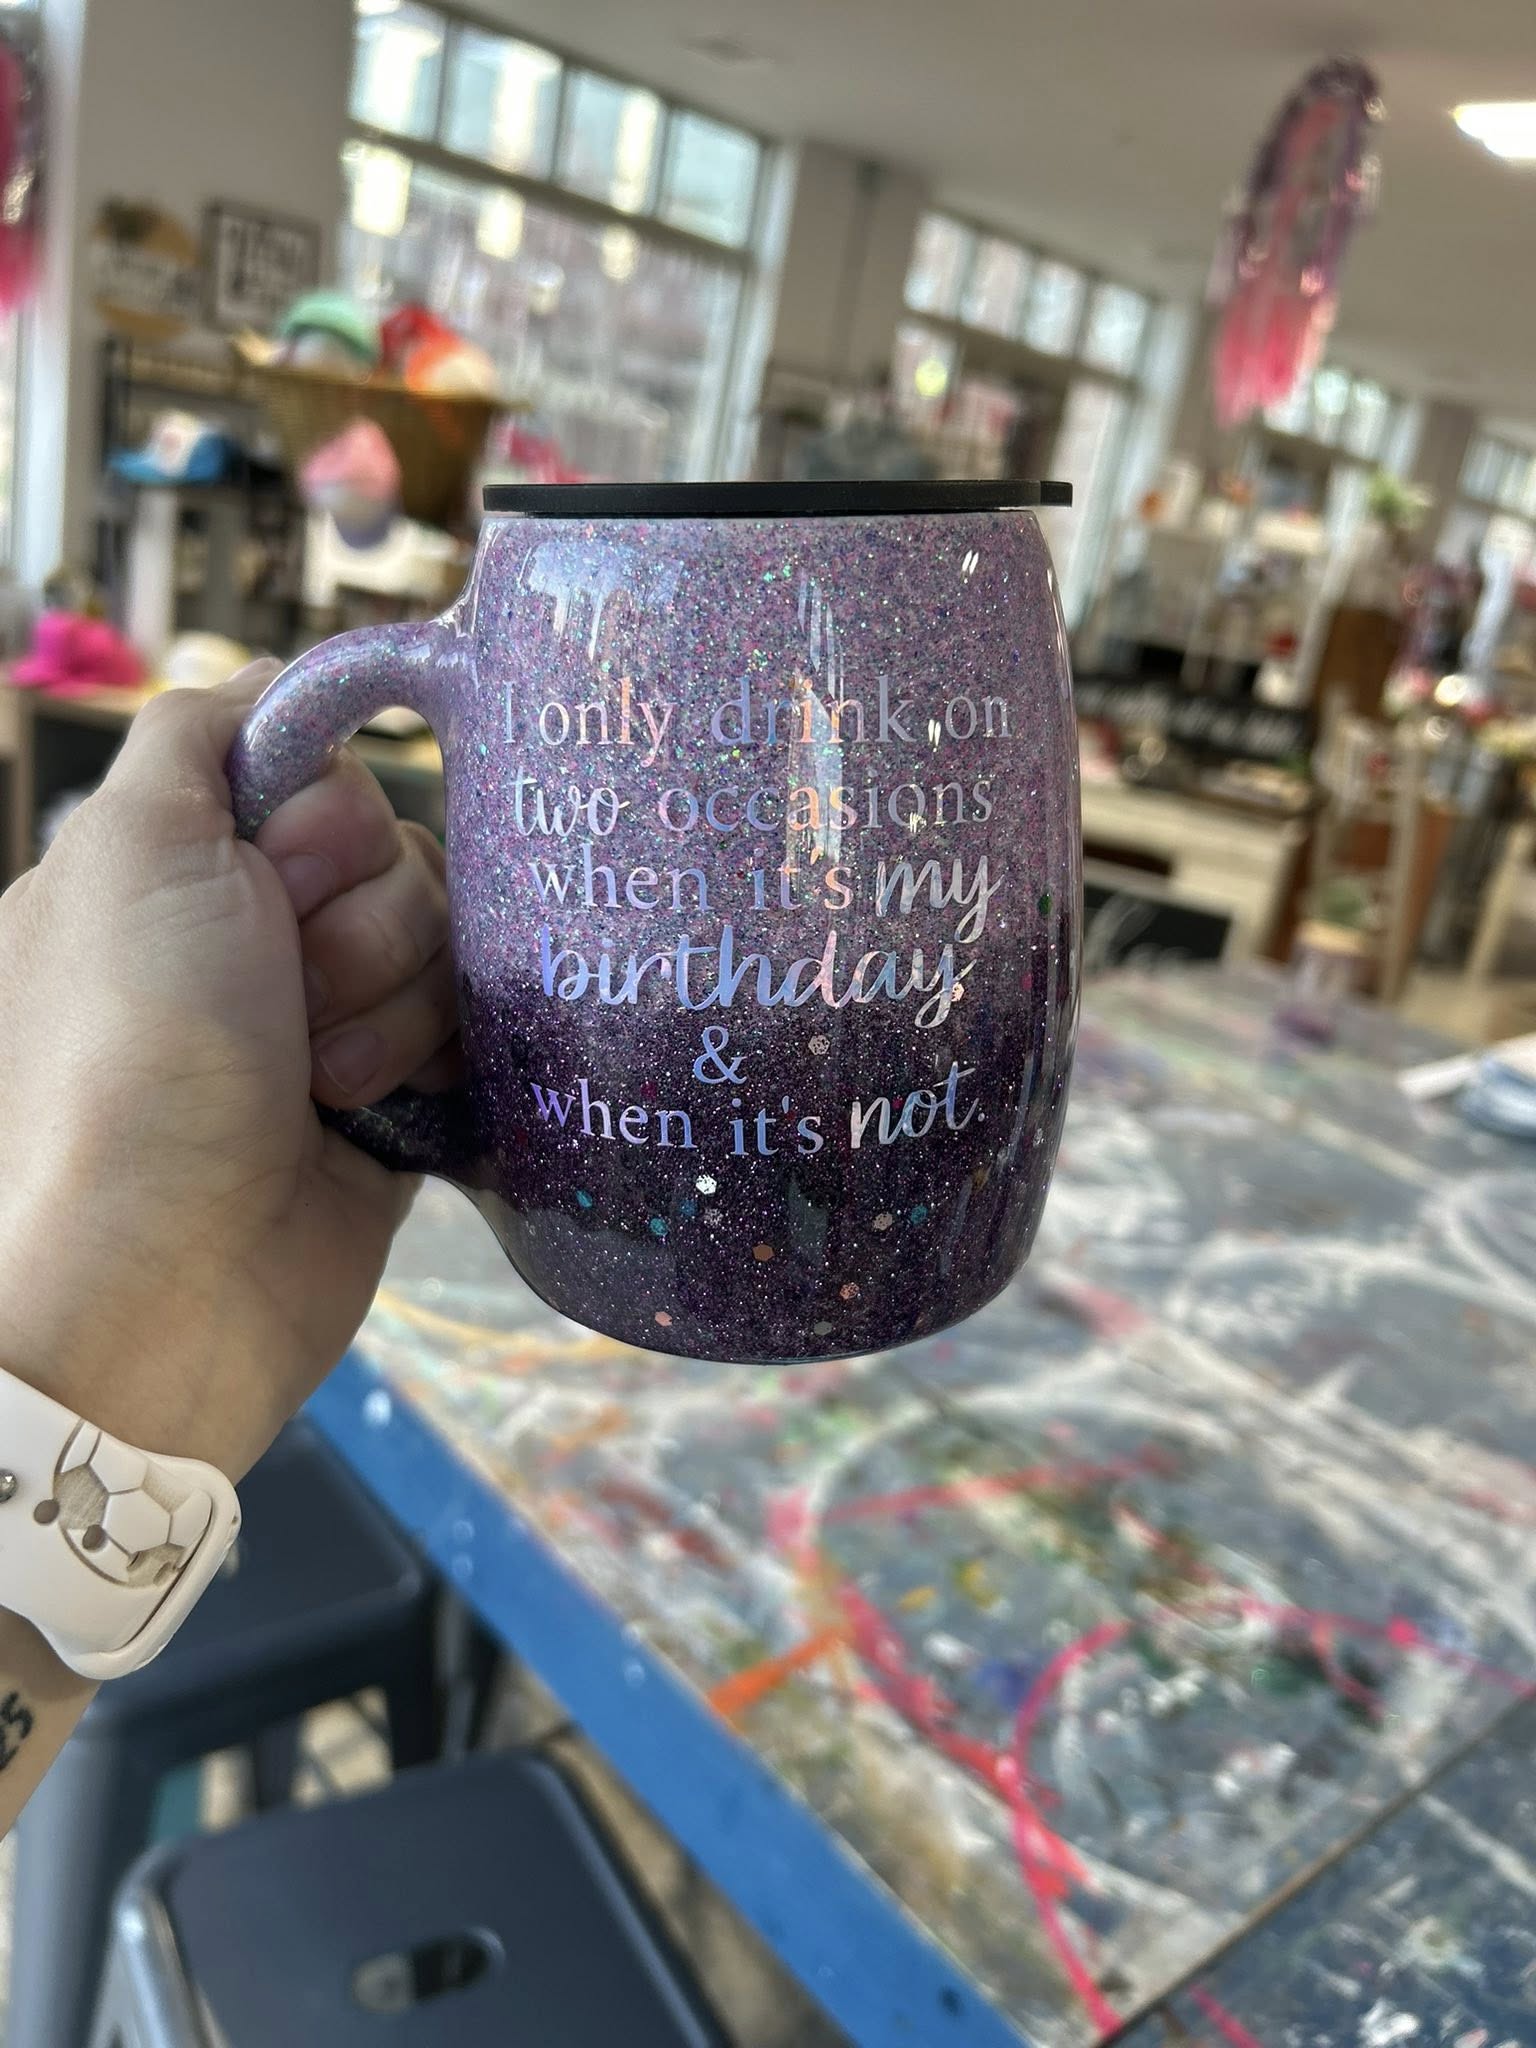 I only drink on
two occasions
when it's my
birthday
&
when it's not.